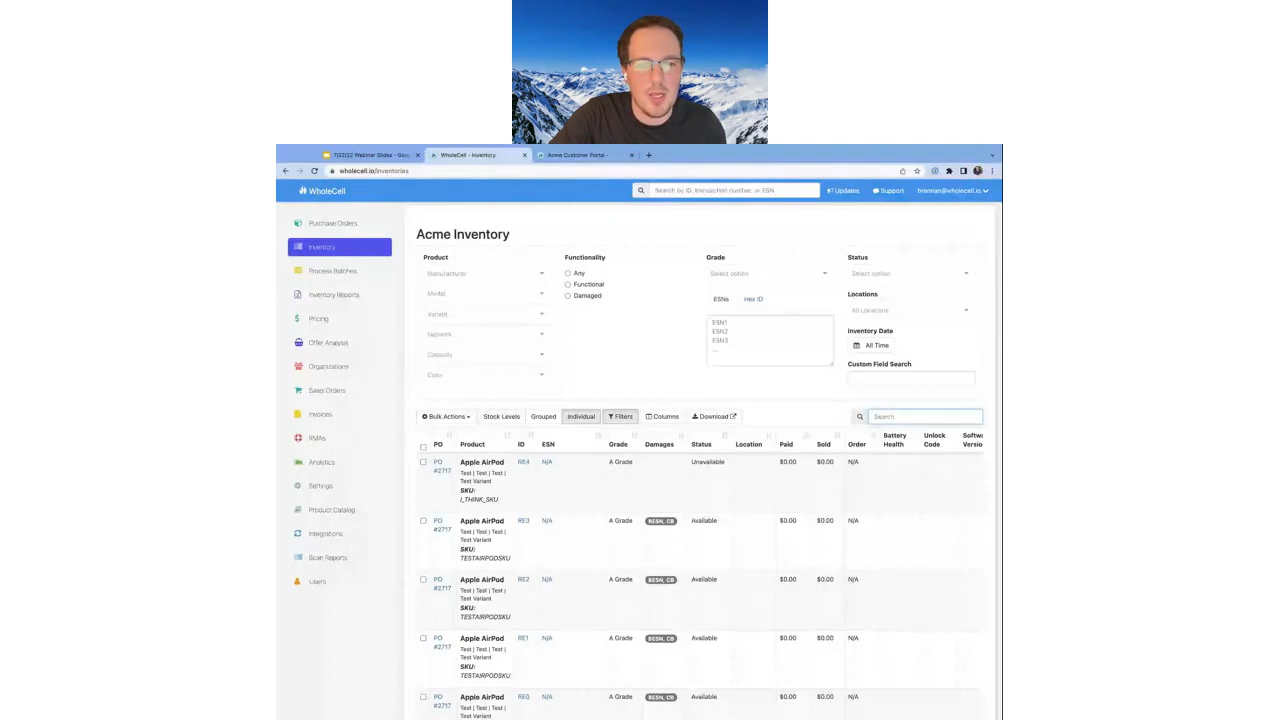 7/22/22 Webinar Slides - Goo
WholeCell - Inventory
Acme Customer Portal -
wholecell.io/inventories
WholeCell
Search by ID, transaction number, or ESN
Updates
Support
brennan@wholecell.io
Purchase Orders
Inventory
Process Batches
Inventory Reports
Pricing
Offer Analysis
Organizations
Sales Orders
Invoices
RMAs
Analytics
Settings
Product Catalog
Integrations
Scan Reports
Users
Acme Inventory
Product
Manufacturer
Model
Variant
Network
Capacity
Color
Functionality
Any
Functional
Damaged
Grade
Select option
ESNs Hex ID
ESN1
ESN2
ESN3
...
Status
Select option
Locations
All Locations
Inventory Date
All Time
Custom Field Search
Bulk Actions Stock Levels Grouped Individual Filters Columns Download Search
PO Product ID ESN Grade Damages Status Location Paid Sold Order Battery Health Unlock Code Softwa Versio
PO #2717 Apple AirPod RE4 N/A A Grade Unavailable $0.00 $0.00 N/A
Test | Test | Test |
Test Variant
SKU:
I_THINK_SKU
PO #2717 Apple AirPod RE3 N/A A Grade BESN, CB Available $0.00 $0.00 N/A
Test | Test | Test |
Test Variant
SKU:
TESTAIRPODSKU
PO #2717 Apple AirPod RE2 N/A A Grade BESN, CB Available $0.00 $0.00 N/A
Test | Test | Test |
Test Variant
SKU:
TESTAIRPODSKU
PO #2717 Apple AirPod RE1 N/A A Grade BESN, CB Available $0.00 $0.00 N/A
Test | Test | Test |
Test Variant
SKU:
TESTAIRPODSKU
PO #2717 Apple AirPod RE0 N/A A Grade BESN, CB Available $0.00 $0.00 N/A
Test | Test | Test |
Test Variant